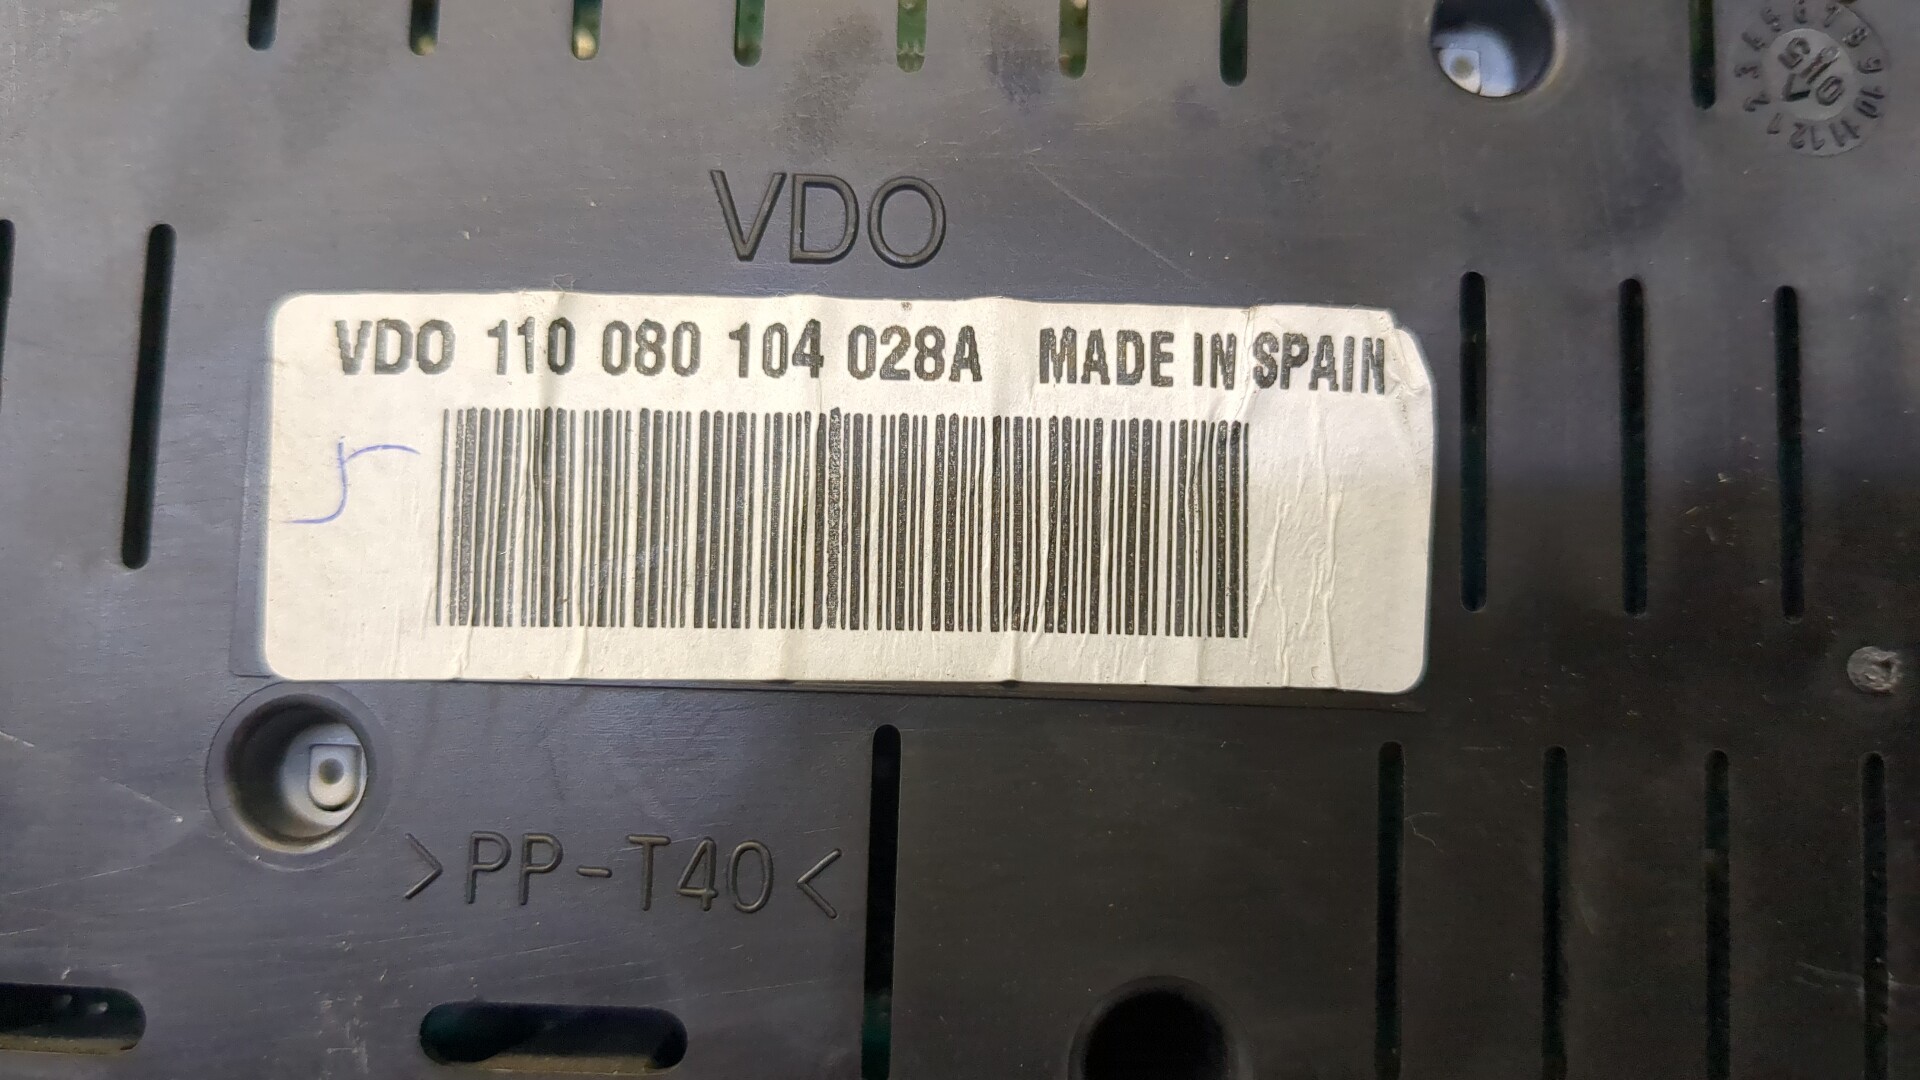 VDO
VDO 110 080 104 028A MADE IN SPAIN
>PP-T40<